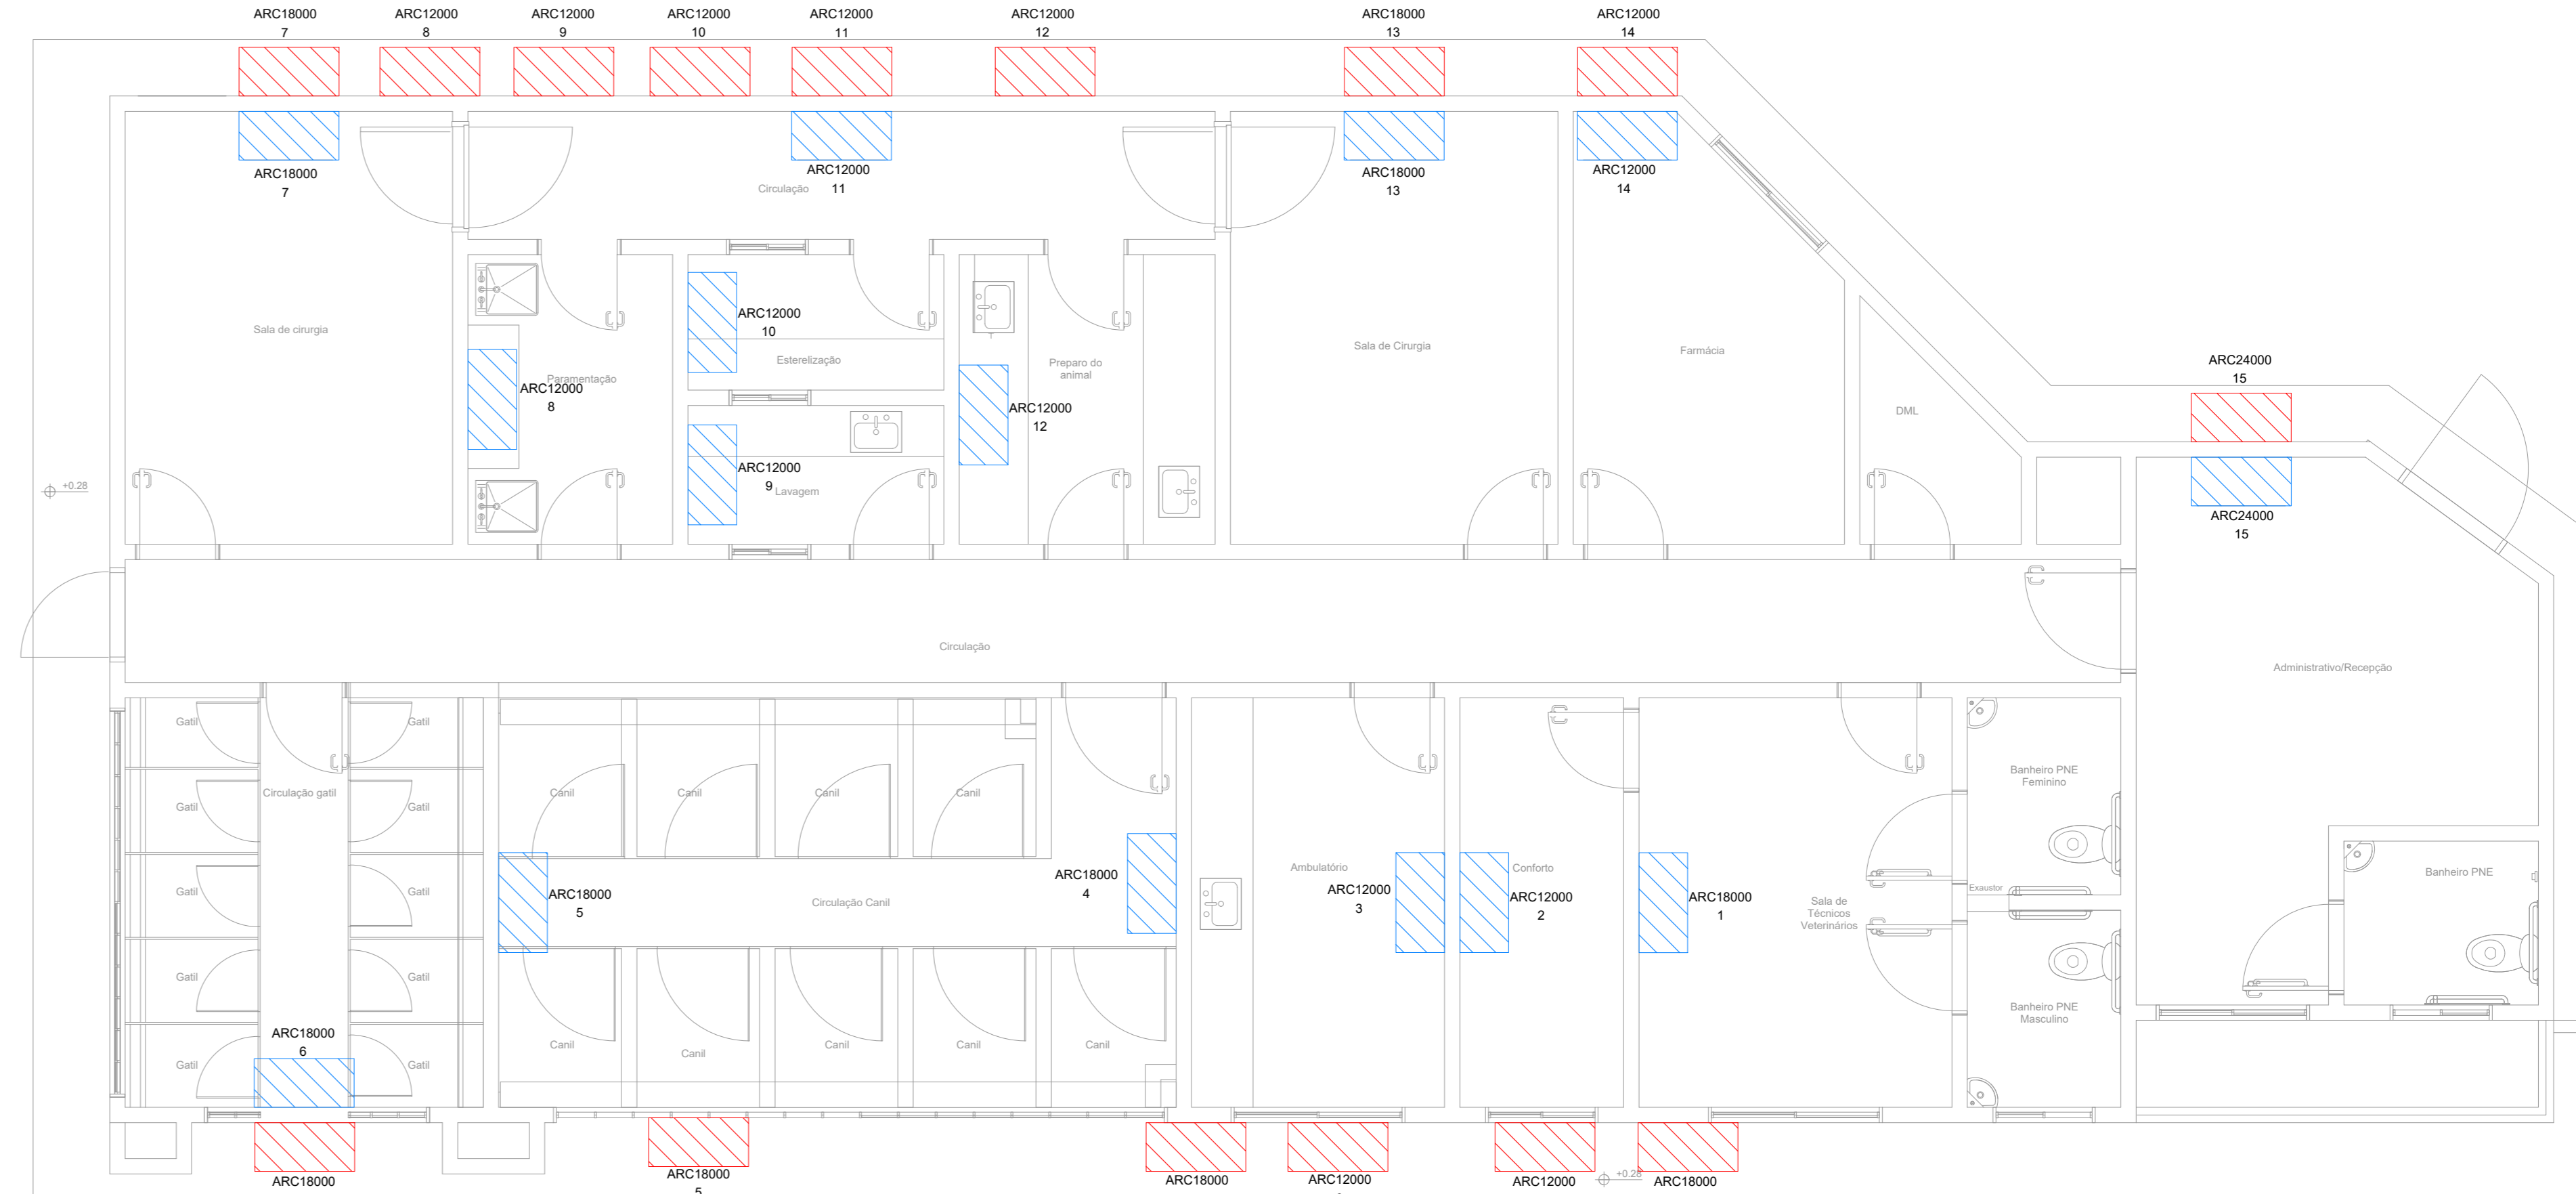 ARC18000
7
ARC12000
8
ARC12000
9
ARC12000
10
ARC12000
11
ARC12000
12
ARC18000
13
ARC12000
14
ARC18000
7
ARC12000
11
ARC18000
13
ARC12000
14
Circulação
Sala de cirurgia
ARC12000
10
Esterelização
Paramentação
ARC12000
8
Preparo do
animal
ARC12000
12
Sala de Cirurgia
Farmácia
DML
ARC24000
15
ARC12000
9
Lavagem
+0.28
ARC24000
15
Circulação
Administrativo/Recepção
Gatil
Gatil
Circulação gatil
Gatil
Gatil
Gatil
Gatil
Gatil
Gatil
Gatil
Gatil
Canil
Canil
Canil
Canil
ARC18000
5
Circulação Canil
ARC18000
4
Ambulatório
ARC12000
3
Conforto
ARC12000
2
ARC18000
1
Sala de
Técnicos
Veterinários
Banheiro PNE
Feminino
Exaustor
Banheiro PNE
Masculino
Banheiro PNE
ARC18000
6
Canil
Canil
Canil
Canil
Canil
ARC18000
ARC18000
5
ARC18000
ARC12000
ARC12000
+0.28
ARC18000